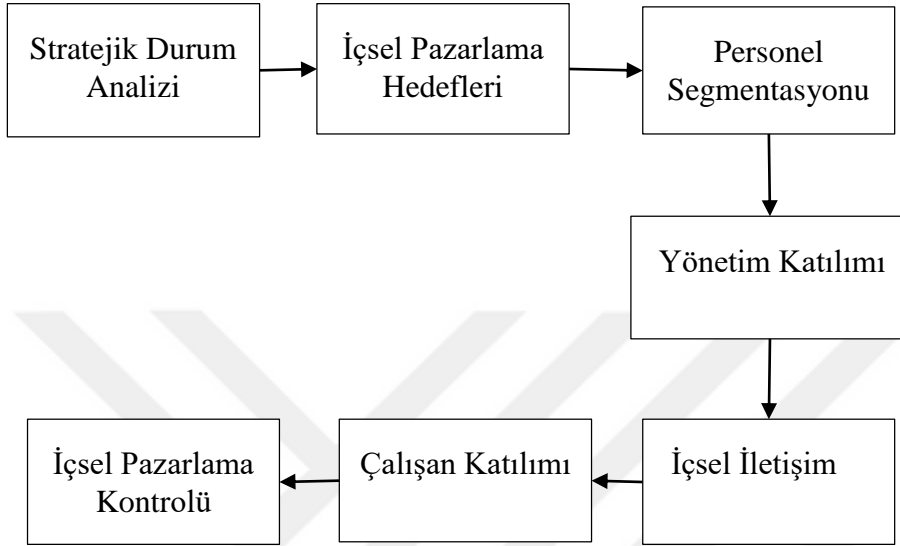 Stratejik Durum
Analizi
İçsel Pazarlama
Hedefleri
Personel
Segmentasyonu
Yönetim Katılımı
İçsel İletişim
Çalışan Katılımı
İçsel Pazarlama
Kontrolü